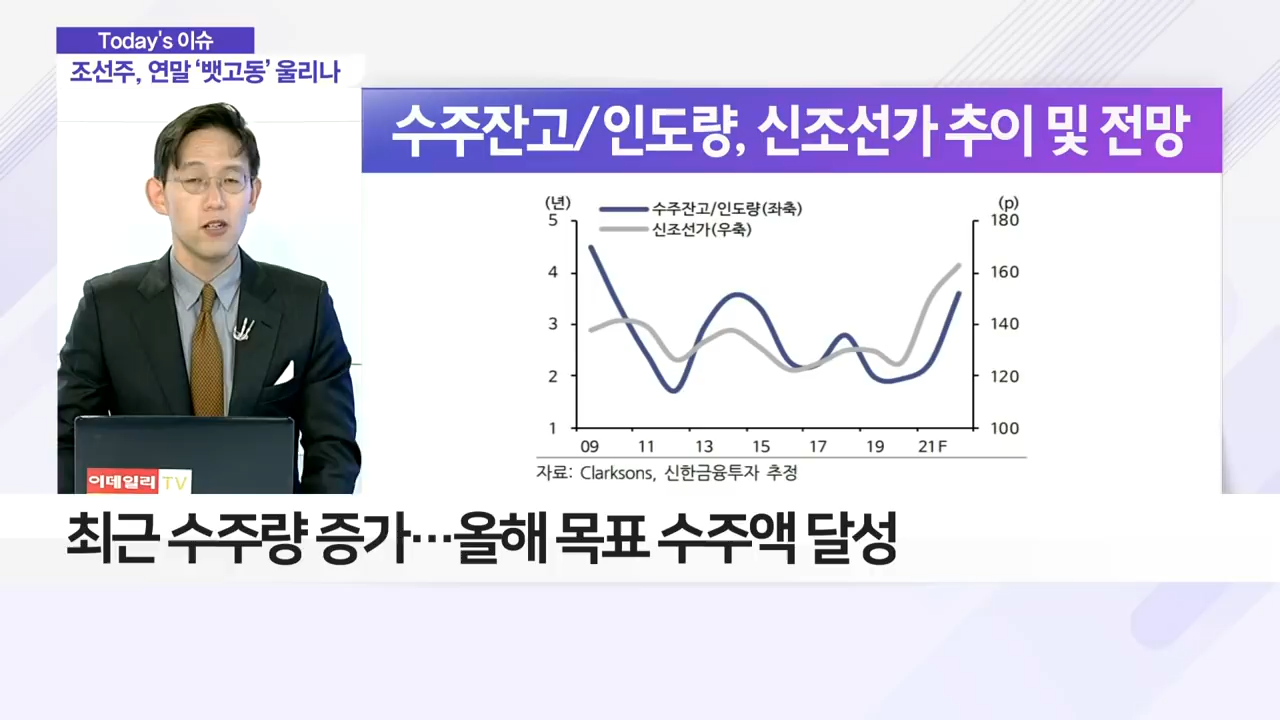 Today's 이슈
조선주, 연말 ‘뱃고동’ 울리나
수주잔고/인도량, 신조선가 추이 및 전망
(년)
(p)
수주잔고/인도량(좌축)
신조선가(우축)
5
4
3
2
1
180
160
140
120
100
09 11 13 15 17 19 21F
자료: Clarksons, 신한금융투자 추정
이데일리 TV
최근 수주량 증가…올해 목표 수주액 달성